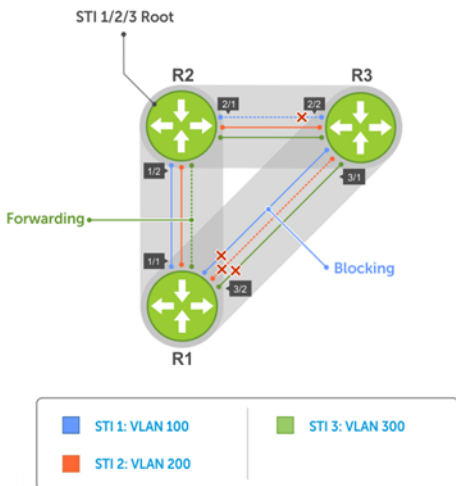 STI 1/2/3 Root
R2
R3
2/1
2/2
1/2
3/1
Forwarding
1/1
Blocking
3/2
R1
STI 1: VLAN 100
STI 3: VLAN 300
STI 2: VLAN 200